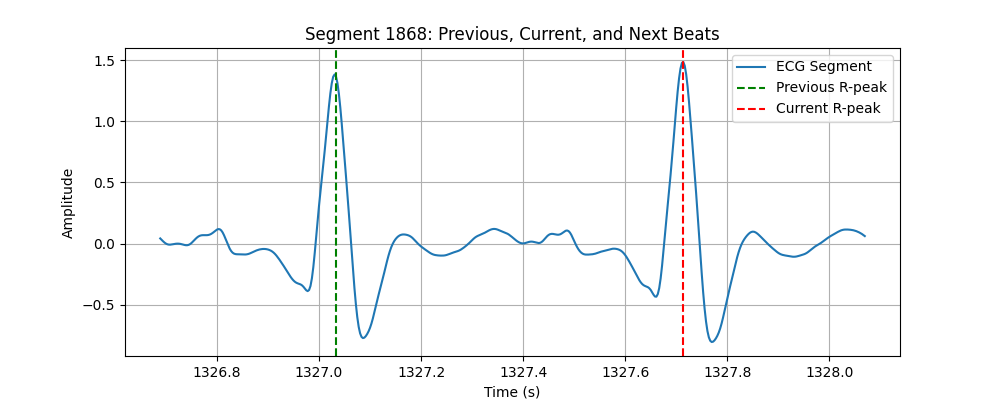 Segment 1868: Previous, Current, and Next Beats
1.5
1.0
0.5
0.0
−0.5
Amplitude
ECG Segment
Previous R-peak
Current R-peak
1326.8 1327.0 1327.2 1327.4 1327.6 1327.8 1328.0
Time (s)